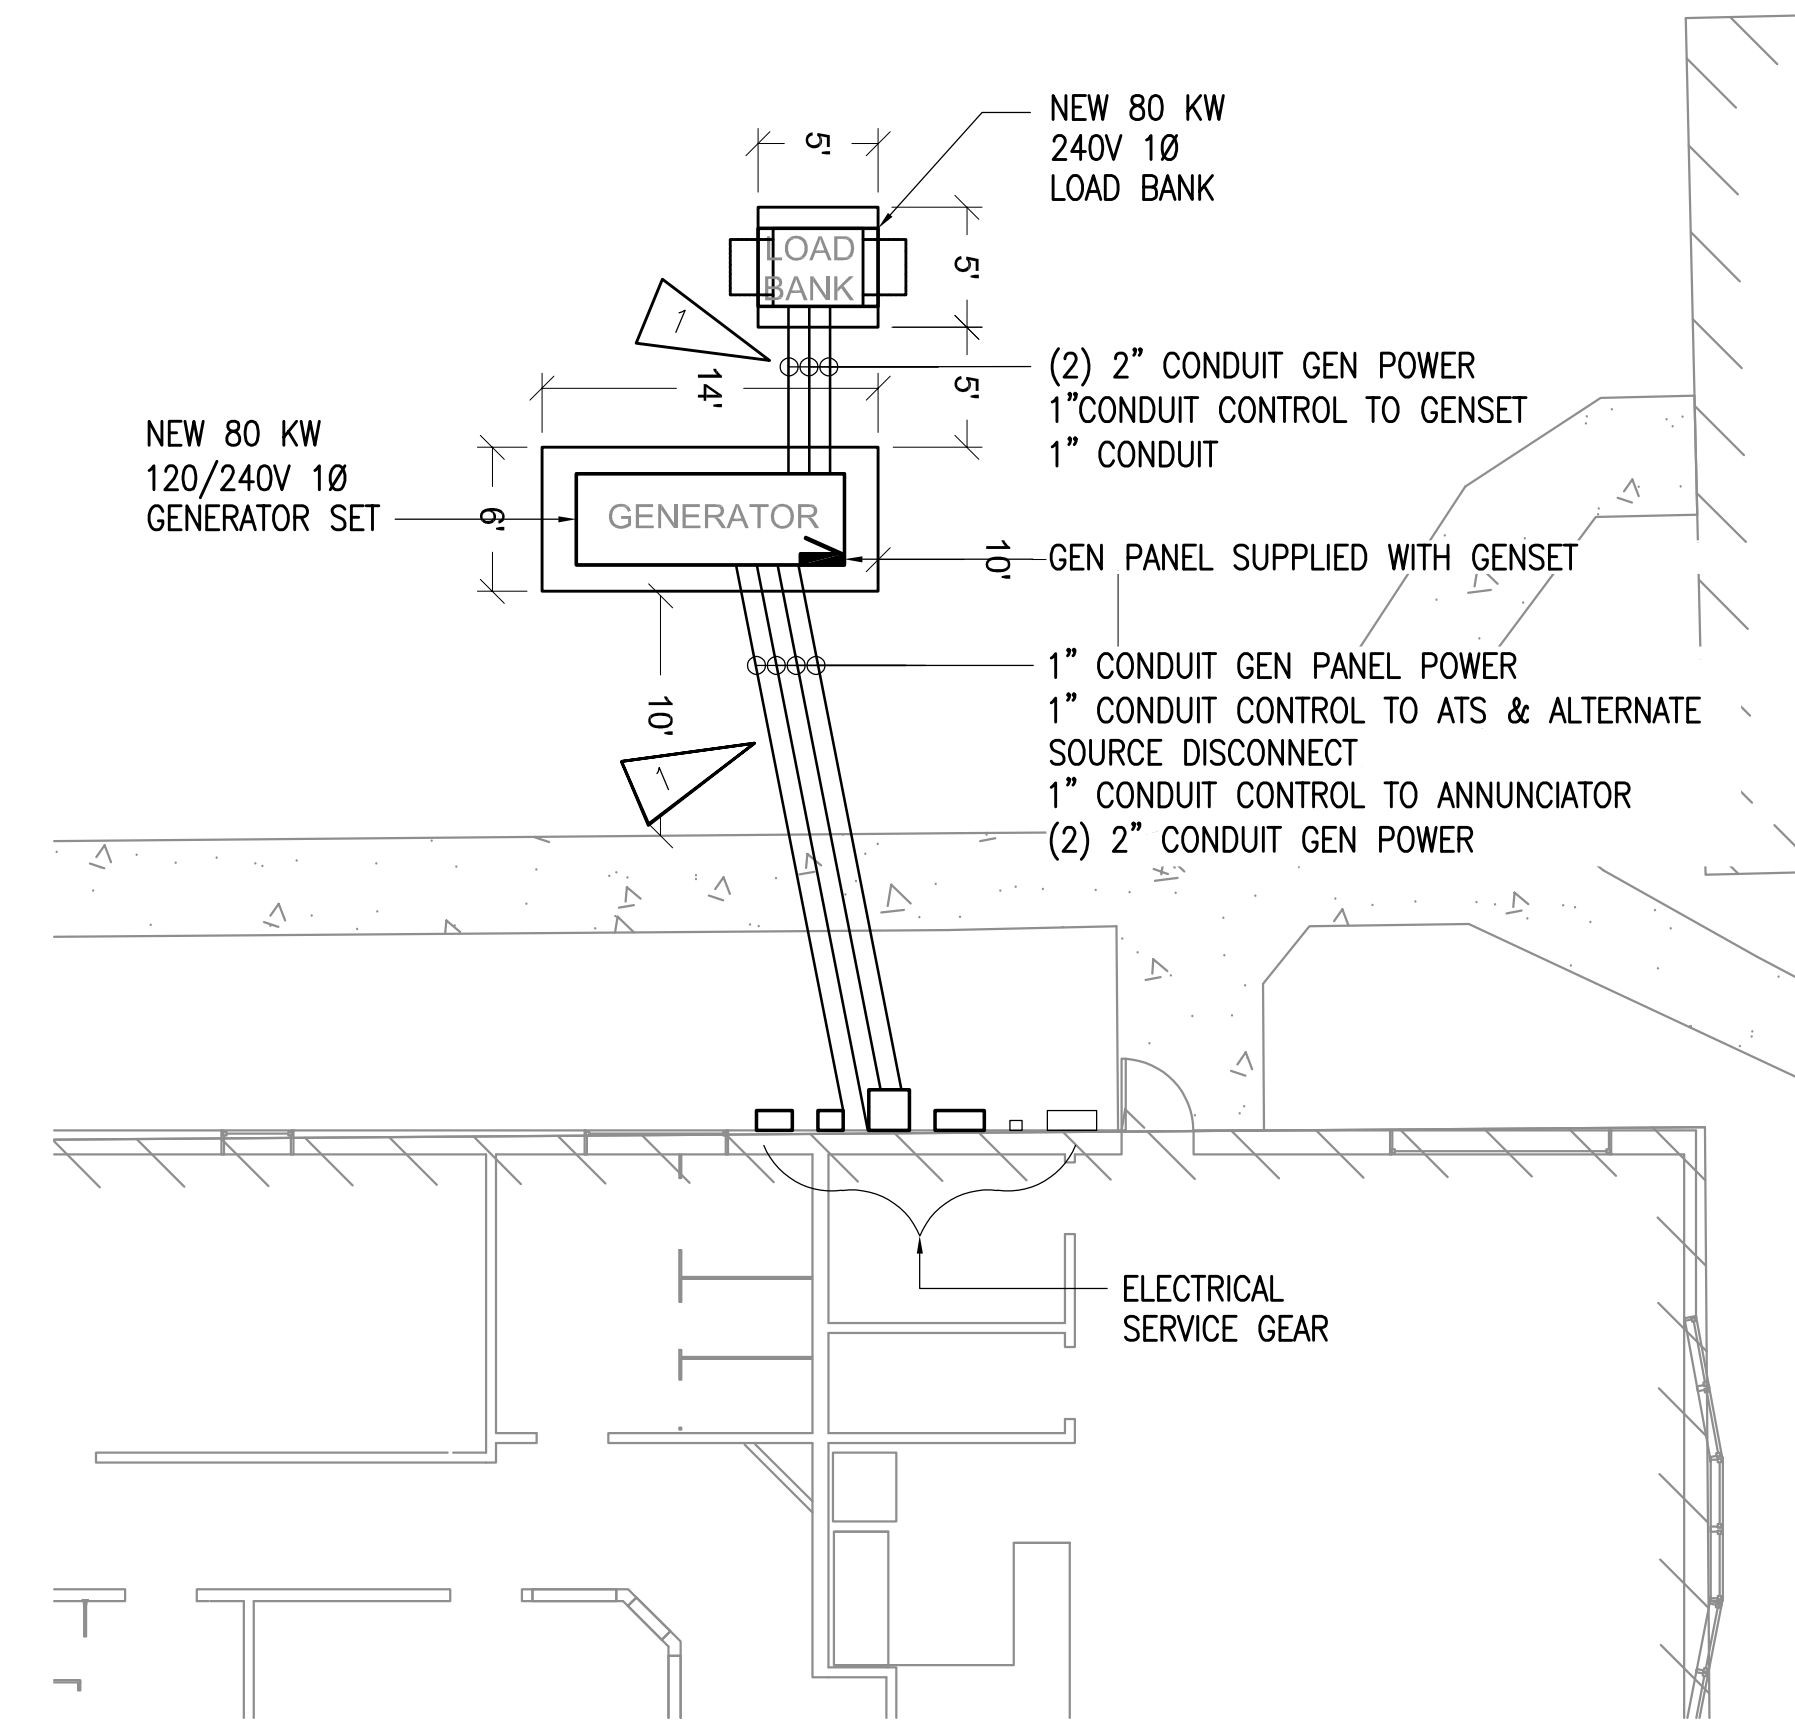 NEW 80 KW
240V 1Ø
LOAD BANK
5'
LOAD
BANK
5'
1
(2) 2” CONDUIT GEN POWER
1”CONDUIT CONTROL TO GENSET
1” CONDUIT
14'
5'
NEW 80 KW
120/240V 1Ø
GENERATOR SET
6'
GENERATOR
10'
GEN PANEL SUPPLIED WITH GENSET
1” CONDUIT GEN PANEL POWER
1” CONDUIT CONTROL TO ATS & ALTERNATE
SOURCE DISCONNECT
1” CONDUIT CONTROL TO ANNUNCIATOR
(2) 2” CONDUIT GEN POWER
10'
1
ELECTRICAL
SERVICE GEAR